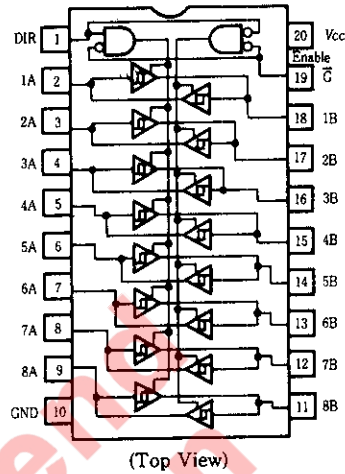 DIR 1
20 Vcc
Enable
1A 2
19 G
2A 3
18 1B
3A 4
17 2B
4A 5
16 3B
5A 6
15 4B
6A 7
14 5B
7A 8
13 6B
8A 9
12 7B
GND 10
11 8B
(Top View)